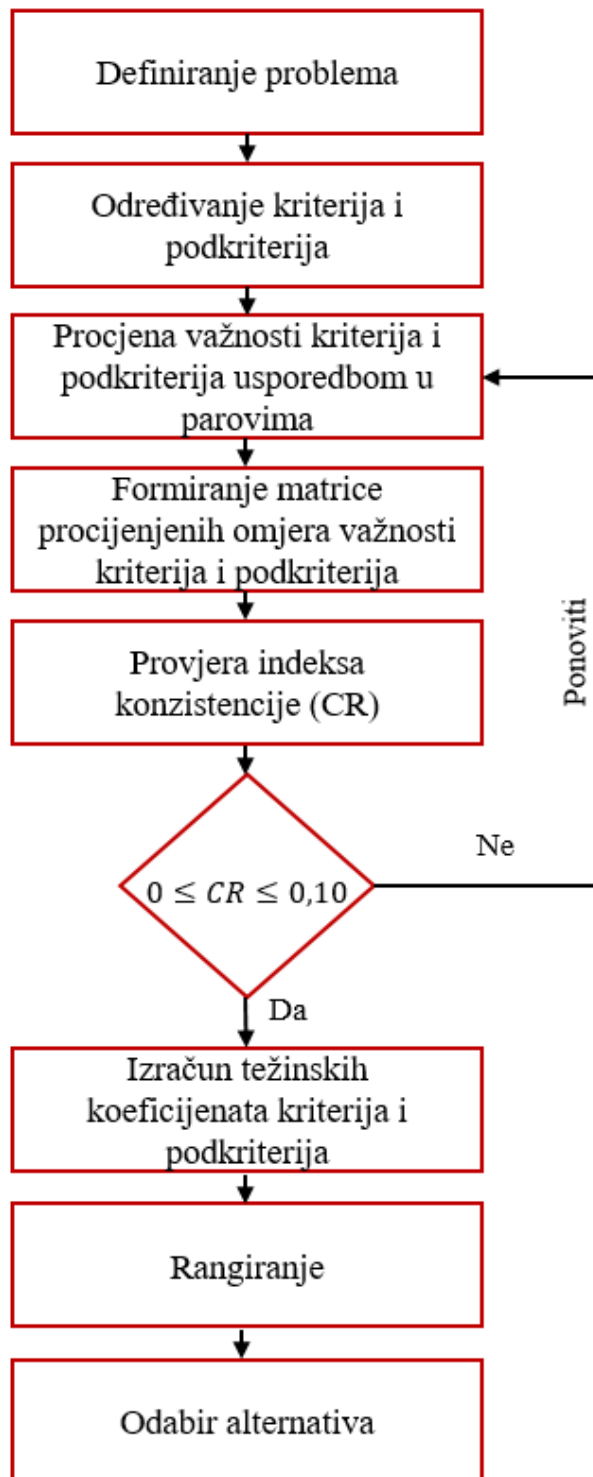 Definiranje problema
Određivanje kriterija i
podkriterija
Procjena važnosti kriterija i
podkriterija usporedbom u
parovima
Formiranje matrice
procijenjenih omjera važnosti
kriterija i podkriterija
Provjera indeksa
konzistencije (CR)
0 ≤ CR ≤ 0,10
Ne
Ponoviti
Da
Izračun težinskih
koeficijenata kriterija i
podkriterija
Rangiranje
Odabir alternativa